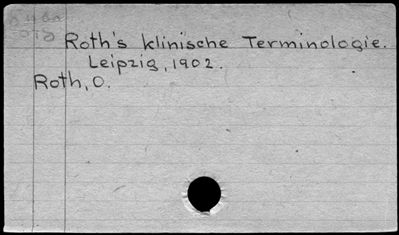 Roth's klinische Terminologie.
Leipzig, 1902.
Roth, O.